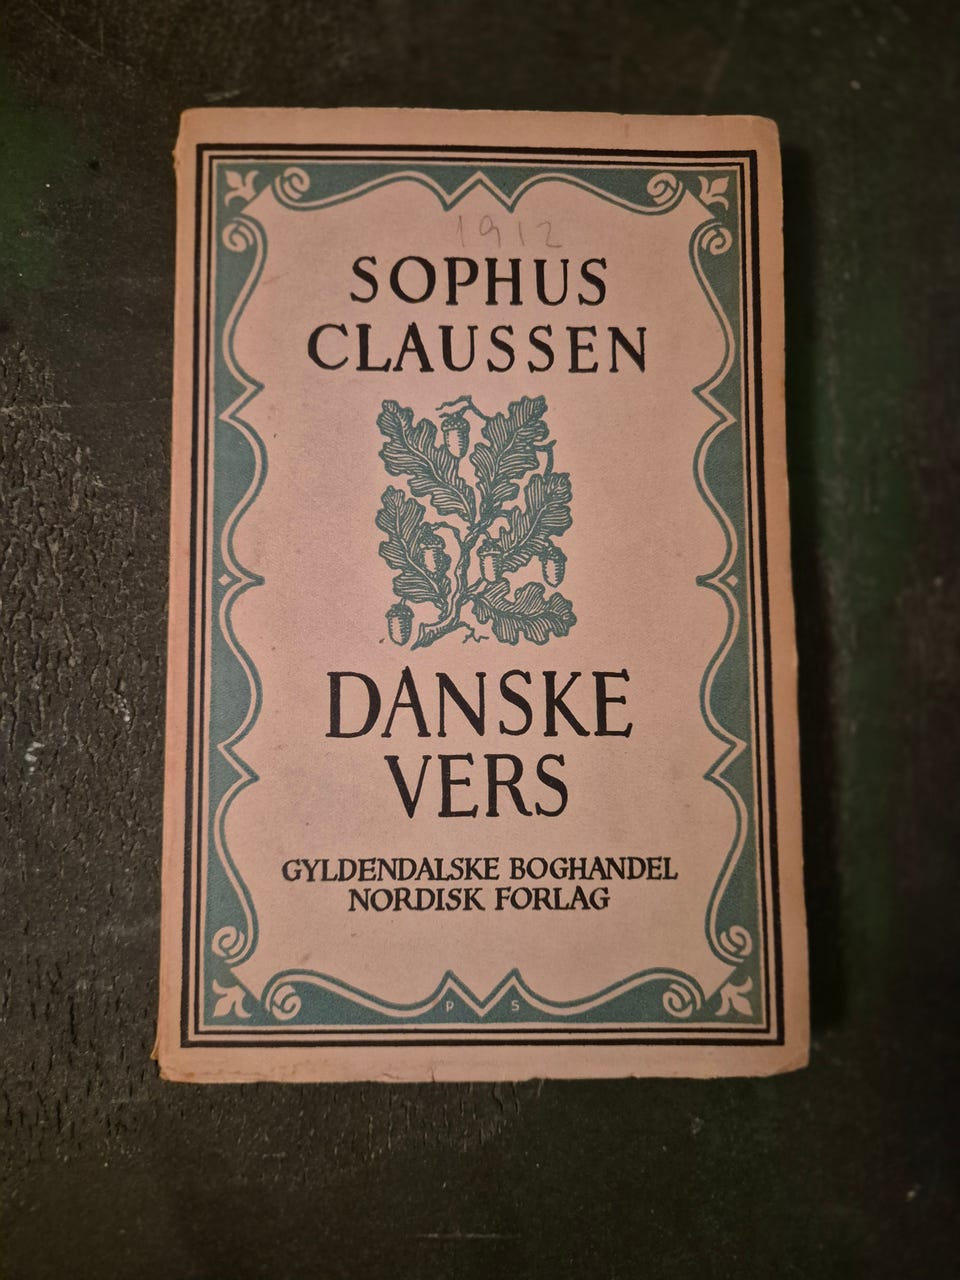 1912
SOPHUS
CLAUSSEN
DANSKE
VERS
GYLDENDALSKE BOGHANDEL
NORDISK FORLAG
P S